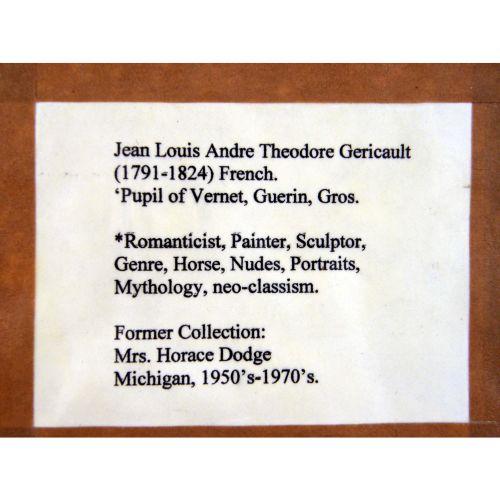 Jean Louis Andre Theodore Gericault
(1791-1824) French.
‘Pupil of Vernet, Guerin, Gros.
*Romanticist, Painter, Sculptor,
Genre, Horse, Nudes, Portraits,
Mythology, neo-classism.
Former Collection:
Mrs. Horace Dodge
Michigan, 1950’s-1970’s.